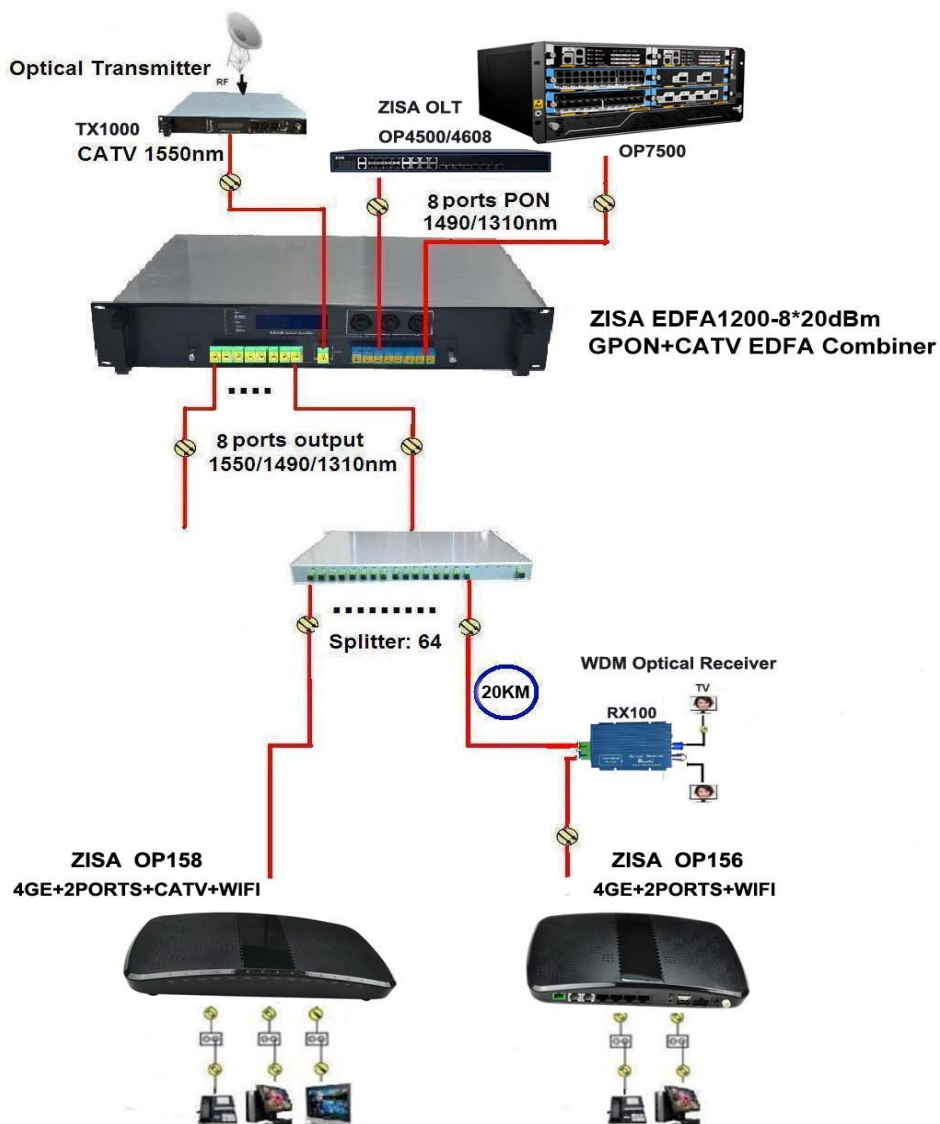 Optical Transmitter
RF
TX1000
CATV 1550nm
ZISA OLT
OP4500/4608
OP7500
8 ports PON
1490/1310nm
ZISA EDFA1200-8*20dBm
GPON+CATV EDFA Combiner
8 ports output
1550/1490/1310nm
Splitter: 64
20KM
WDM Optical Receiver
TV
RX100
ZISA OP158
4GE+2PORTS+CATV+WIFI
ZISA OP156
4GE+2PORTS+WIFI